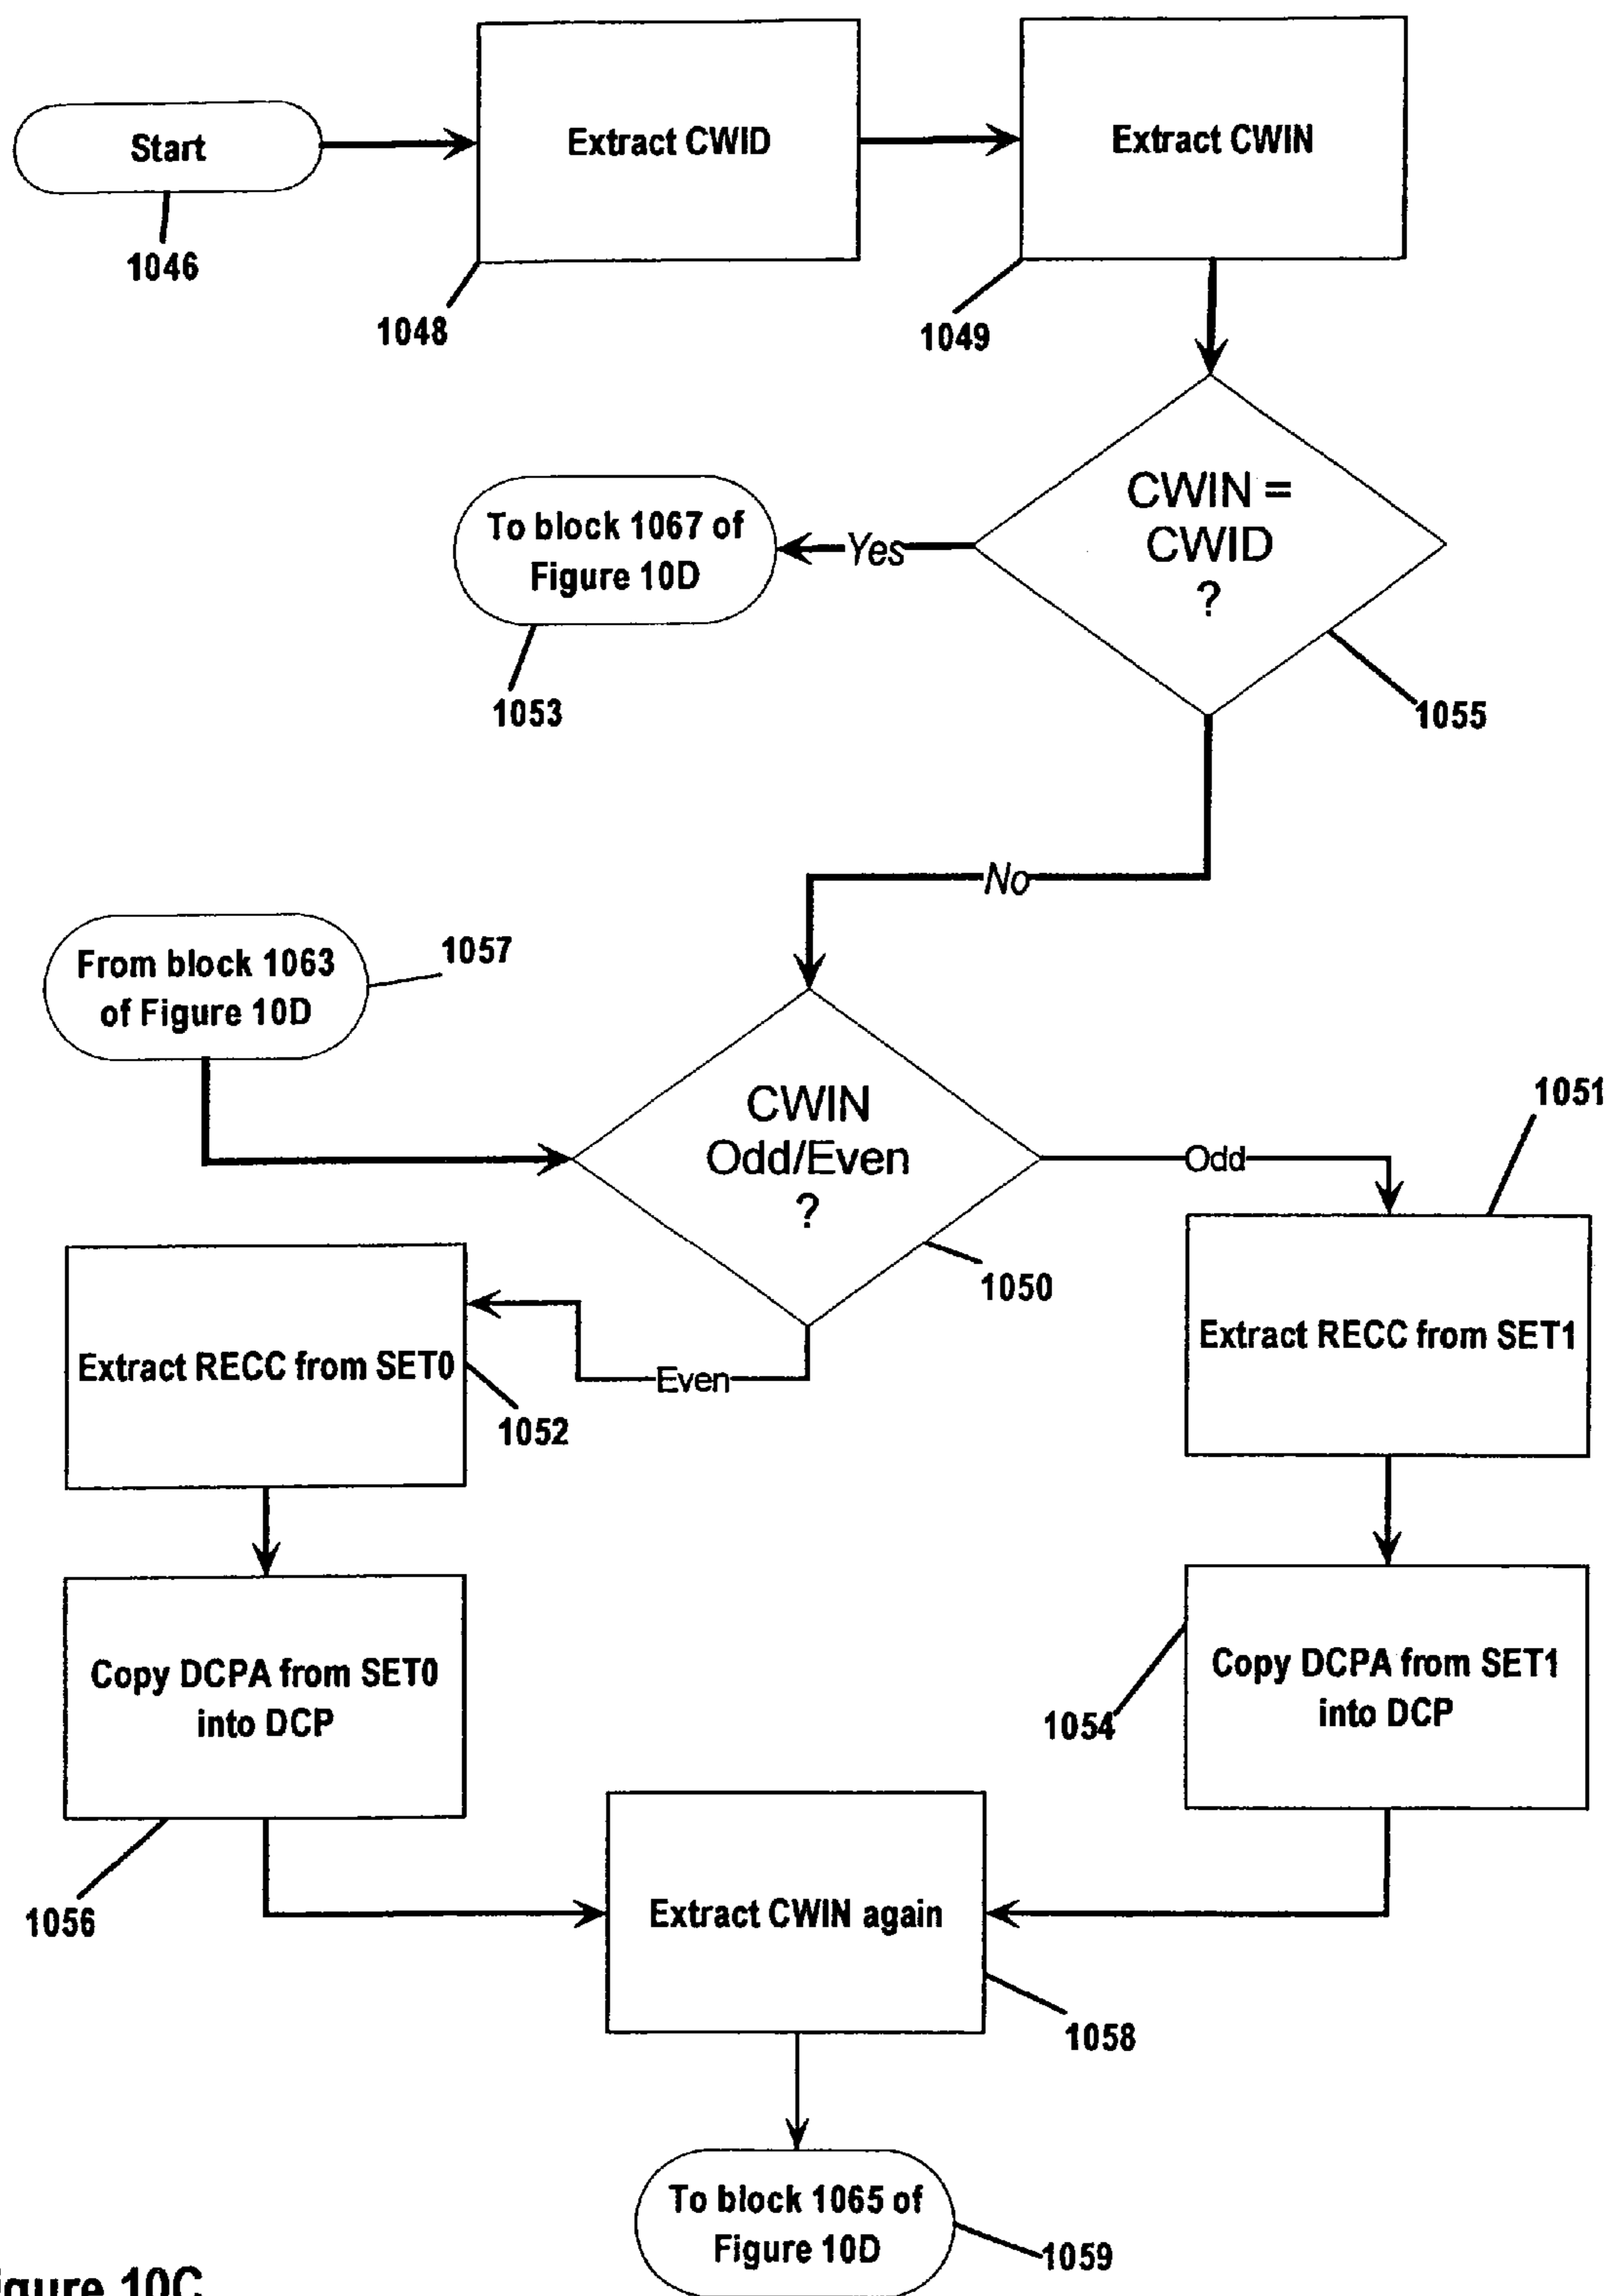 Start
1046
Extract CWID
1048
Extract CWIN
1049
CWIN =
CWID
?
1055
Yes
To block 1067 of
Figure 10D
1053
No
From block 1063
of Figure 10D
1057
CWIN
Odd/Even
?
1050
Odd
1051
Extract RECC from SET1
Even
Extract RECC from SET0
1052
Copy DCPA from SET0
into DCP
1056
Copy DCPA from SET1
into DCP
1054
Extract CWIN again
1058
To block 1065 of
Figure 10D
1059
igure 10C